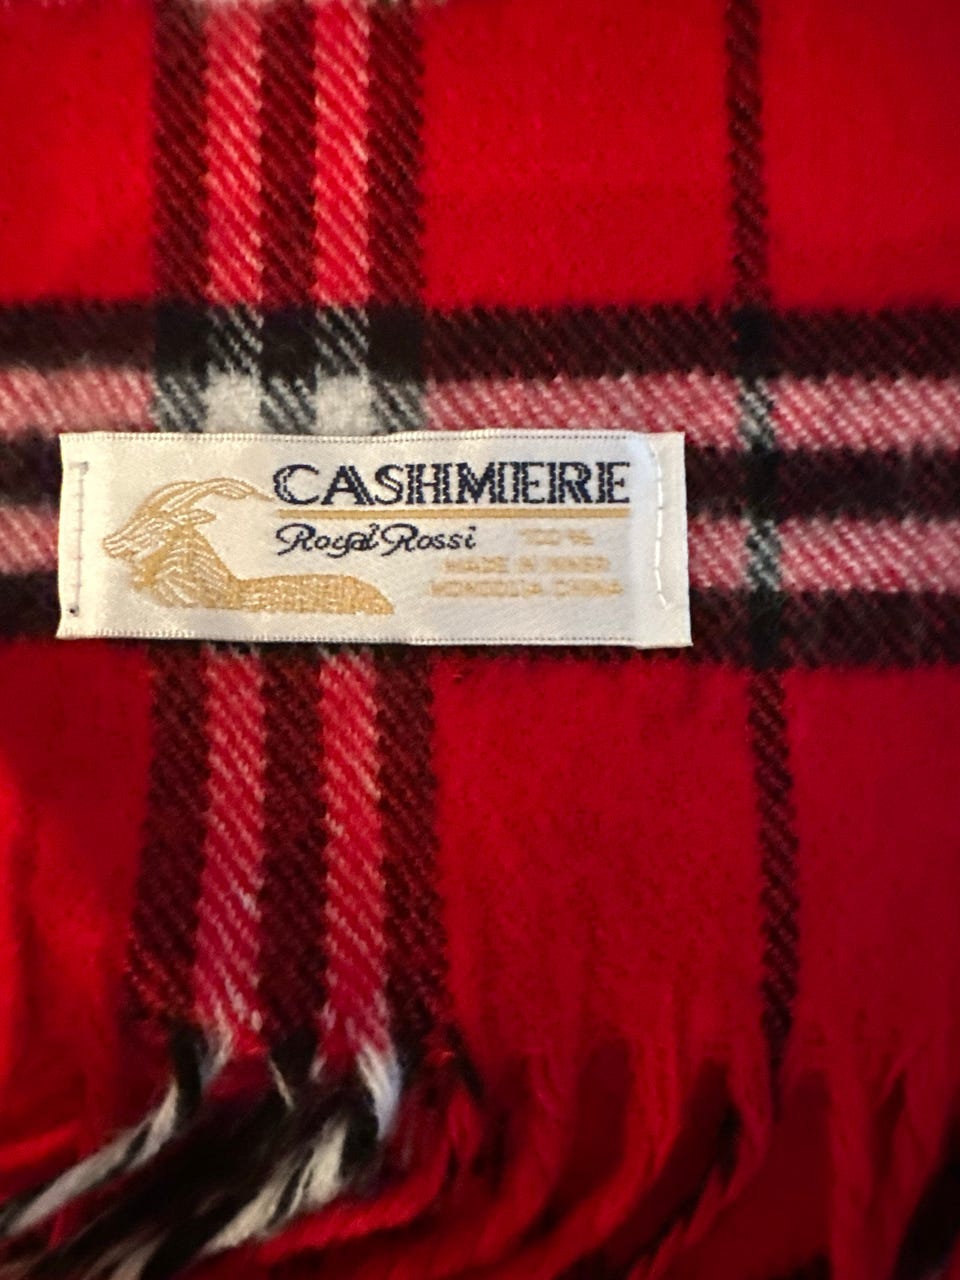 CASHMERE
Royal Rossi 100%
MADE IN INNER
MONGOLIA CHINA